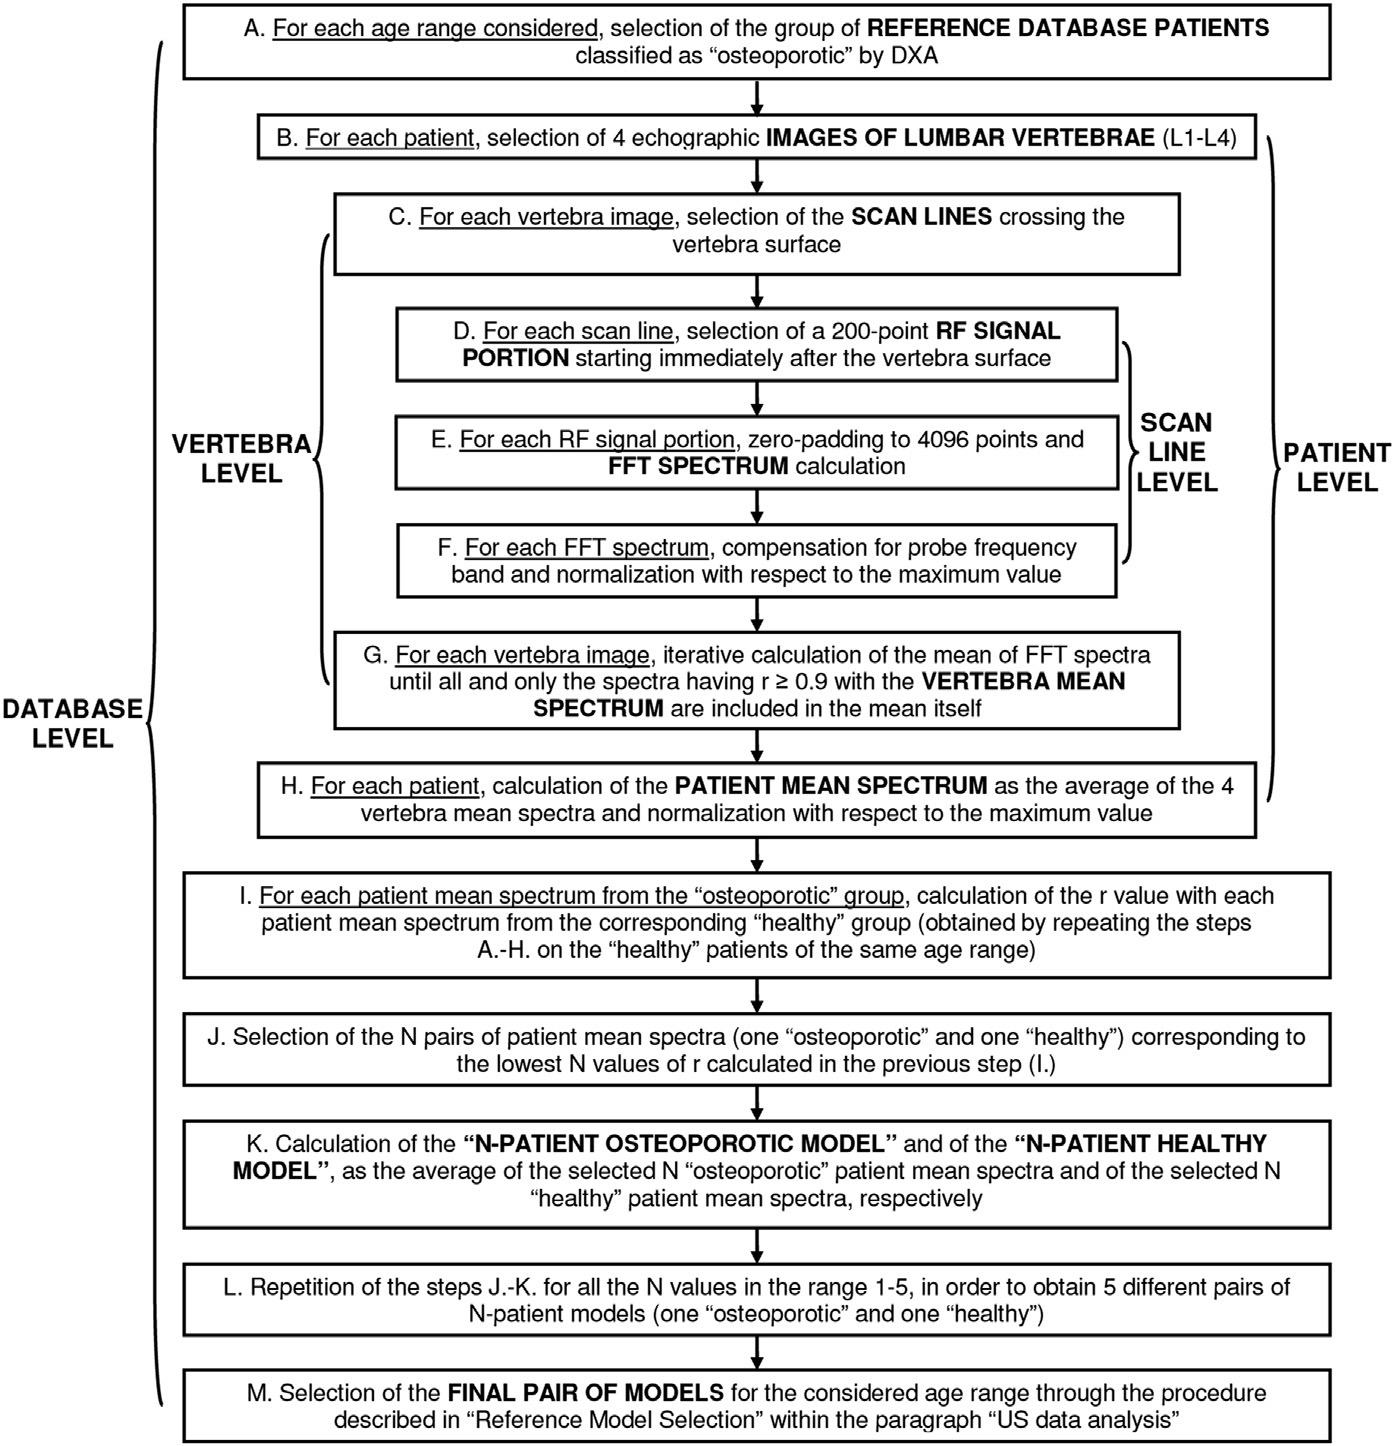 A. For each age range considered, selection of the group of REFERENCE DATABASE PATIENTS
classified as “osteoporotic” by DXA
B. For each patient, selection of 4 echographic IMAGES OF LUMBAR VERTEBRAE (L1-L4)
C. For each vertebra image, selection of the SCAN LINES crossing the
vertebra surface
D. For each scan line, selection of a 200-point RF SIGNAL
PORTION starting immediately after the vertebra surface
E. For each RF signal portion, zero-padding to 4096 points and
FFT SPECTRUM calculation
F. For each FFT spectrum, compensation for probe frequency
band and normalization with respect to the maximum value
G. For each vertebra image, iterative calculation of the mean of FFT spectra
until all and only the spectra having r ≥ 0.9 with the VERTEBRA MEAN
SPECTRUM are included in the mean itself
H. For each patient, calculation of the PATIENT MEAN SPECTRUM as the average of the 4
vertebra mean spectra and normalization with respect to the maximum value
I. For each patient mean spectrum from the “osteoporotic” group, calculation of the r value with each
patient mean spectrum from the corresponding “healthy” group (obtained by repeating the steps
A.-H. on the “healthy” patients of the same age range)
J. Selection of the N pairs of patient mean spectra (one “osteoporotic” and one “healthy”) corresponding to
the lowest N values of r calculated in the previous step (I.)
K. Calculation of the “N-PATIENT OSTEOPOROTIC MODEL” and of the “N-PATIENT HEALTHY
MODEL”, as the average of the selected N “osteoporotic” patient mean spectra and of the selected N
“healthy” patient mean spectra, respectively
L. Repetition of the steps J.-K. for all the N values in the range 1-5, in order to obtain 5 different pairs of
N-patient models (one “osteoporotic” and one “healthy”)
M. Selection of the FINAL PAIR OF MODELS for the considered age range through the procedure
described in “Reference Model Selection” within the paragraph “US data analysis”
VERTEBRA
LEVEL
SCAN
LINE
LEVEL
PATIENT
LEVEL
DATABASE
LEVEL